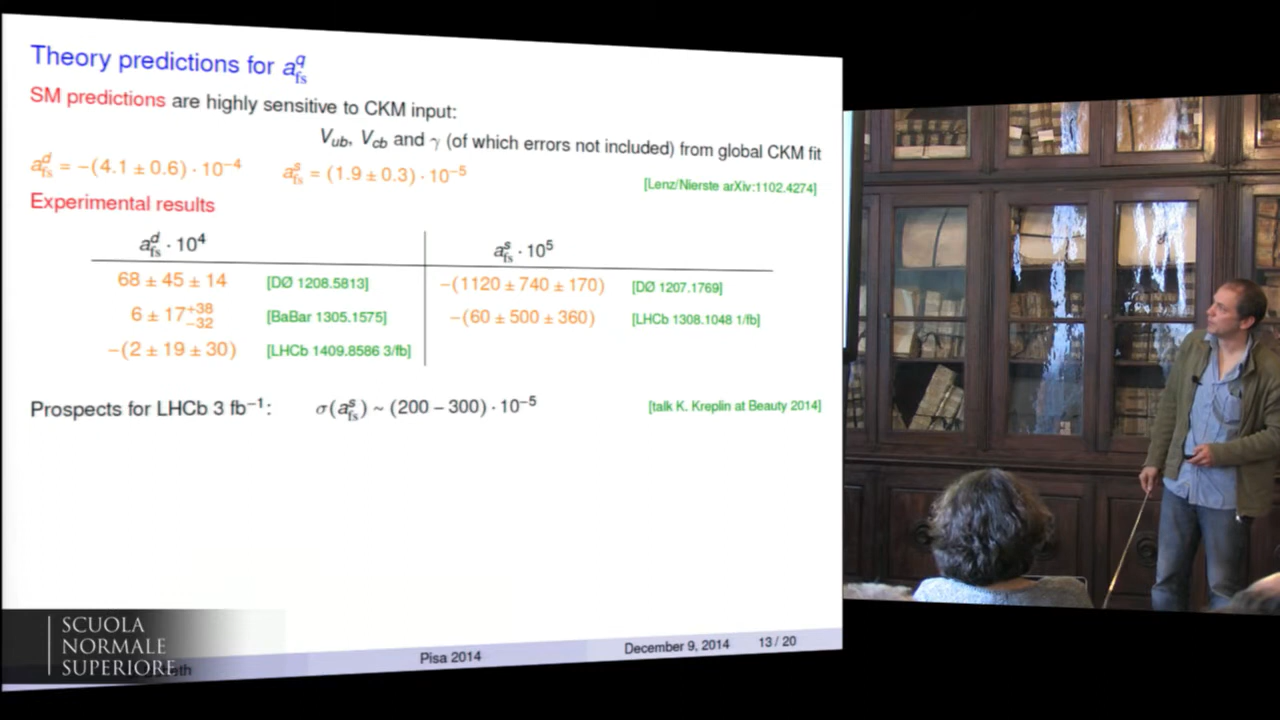 Theory predictions for a^q_fs
SM predictions are highly sensitive to CKM input:
V_ub, V_cb and γ (of which errors not included) from global CKM fit
a^d_fs = −(4.1 ± 0.6) · 10⁻⁴ a^s_fs = (1.9 ± 0.3) · 10⁻⁵
[Lenz/Nierste arXiv:1102.4274]
Experimental results
a^d_fs · 10⁴ a^s_fs · 10⁵
68 ± 45 ± 14 [DØ 1208.5813] −(1120 ± 740 ± 170) [DØ 1207.1769]
6 ± 17 +38 −32 [BaBar 1305.1575] −(60 ± 500 ± 360) [LHCb 1308.1048 1/fb]
−(2 ± 19 ± 30) [LHCb 1409.8586 3/fb]
Prospects for LHCb 3 fb⁻¹: σ(a^s_fs) ~ (200 − 300) · 10⁻⁵ [talk K. Kreplin at Beauty 2014]
SCUOLA
NORMALE
SUPERIORE
Pisa 2014 December 9, 2014 13 / 20